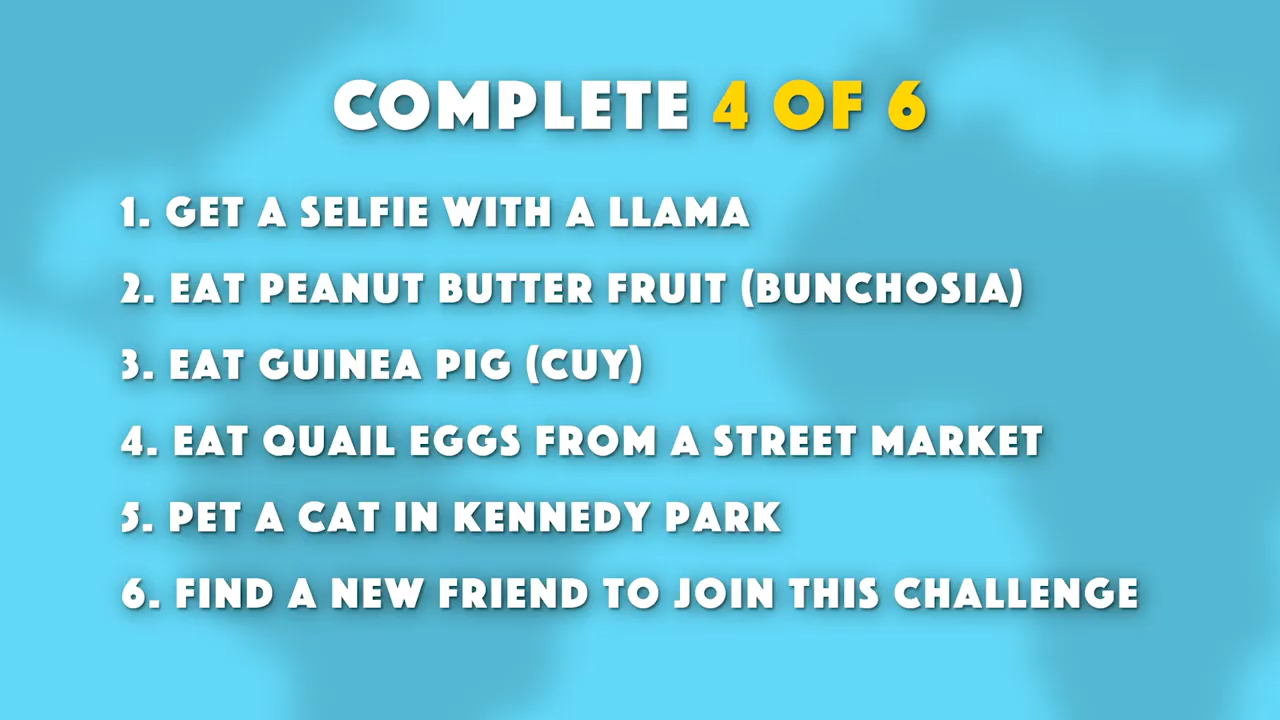 COMPLETE 4 OF 6
1. GET A SELFIE WITH A LLAMA
2. EAT PEANUT BUTTER FRUIT (BUNCHOSIA)
3. EAT GUINEA PIG (CUY)
4. EAT QUAIL EGGS FROM A STREET MARKET
5. PET A CAT IN KENNEDY PARK
6. FIND A NEW FRIEND TO JOIN THIS CHALLENGE